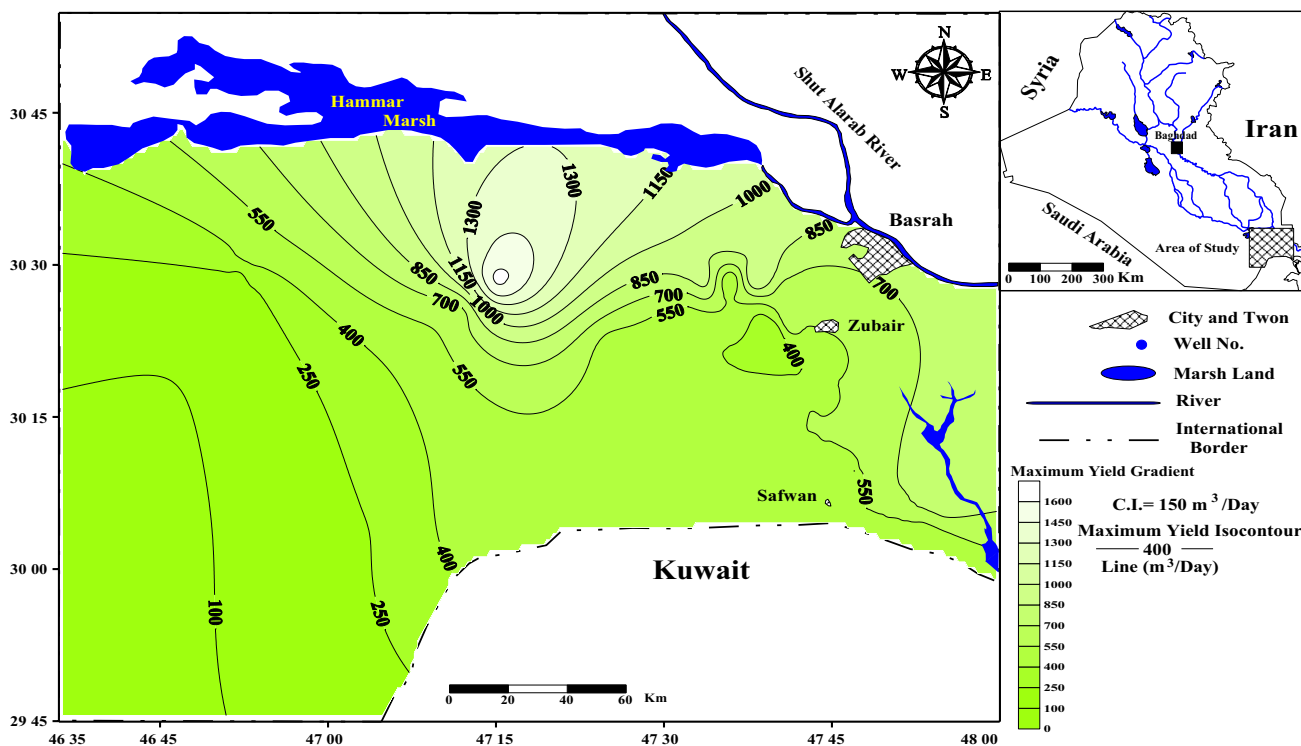 N
W
E
S
30 45
30 30
30 15
30 00
29 45
46 35
46 45
47 00
47 15
47 30
47 45
48 00
Hammar
Marsh
Shut Alarab River
Basrah
Zubair
Safwan
Kuwait
1300
1300
1150
1000
850
550
400
250
850
700
1150
1000
550
850
700
550
400
700
550
400
250
100
0 20 40 60 Km
Syria
Iran
Baghdad
Saudi Arabia
Area of Study
0 100 200 300 Km
City and Twon
Well No.
Marsh Land
River
International
Border
Maximum Yield Gradient
1600
1450
1300
1150
1000
850
700
550
400
250
100
0
C.I.= 150 m³/Day
Maximum Yield Isocontour
400
Line (m³/Day)